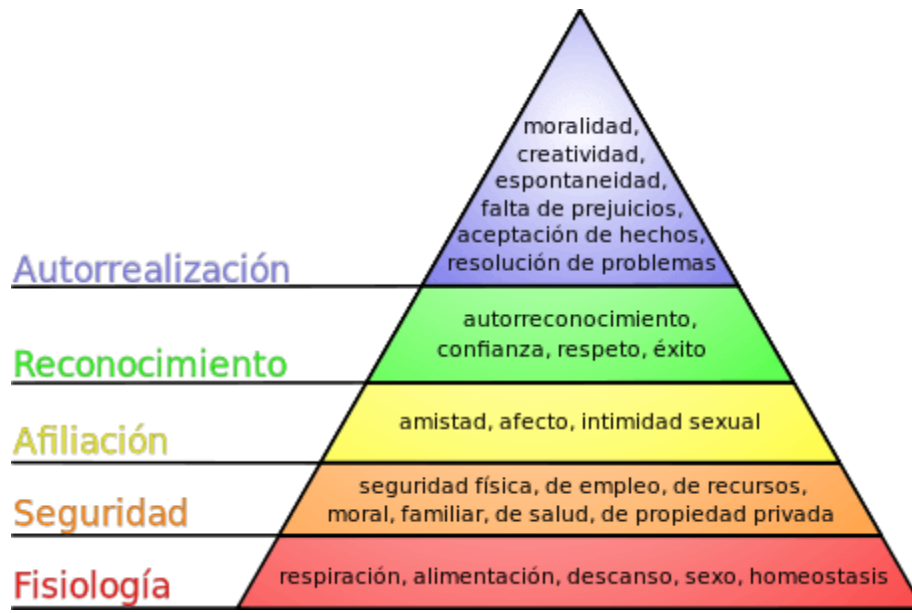 moralidad,
creatividad,
espontaneidad,
falta de prejuicios,
aceptación de hechos,
resolución de problemas
Autorrealización
autorreconocimiento,
confianza, respeto, éxito
Reconocimiento
amistad, afecto, intimidad sexual
Afiliación
seguridad física, de empleo, de recursos,
moral, familiar, de salud, de propiedad privada
Seguridad
respiración, alimentación, descanso, sexo, homeostasis
Fisiología